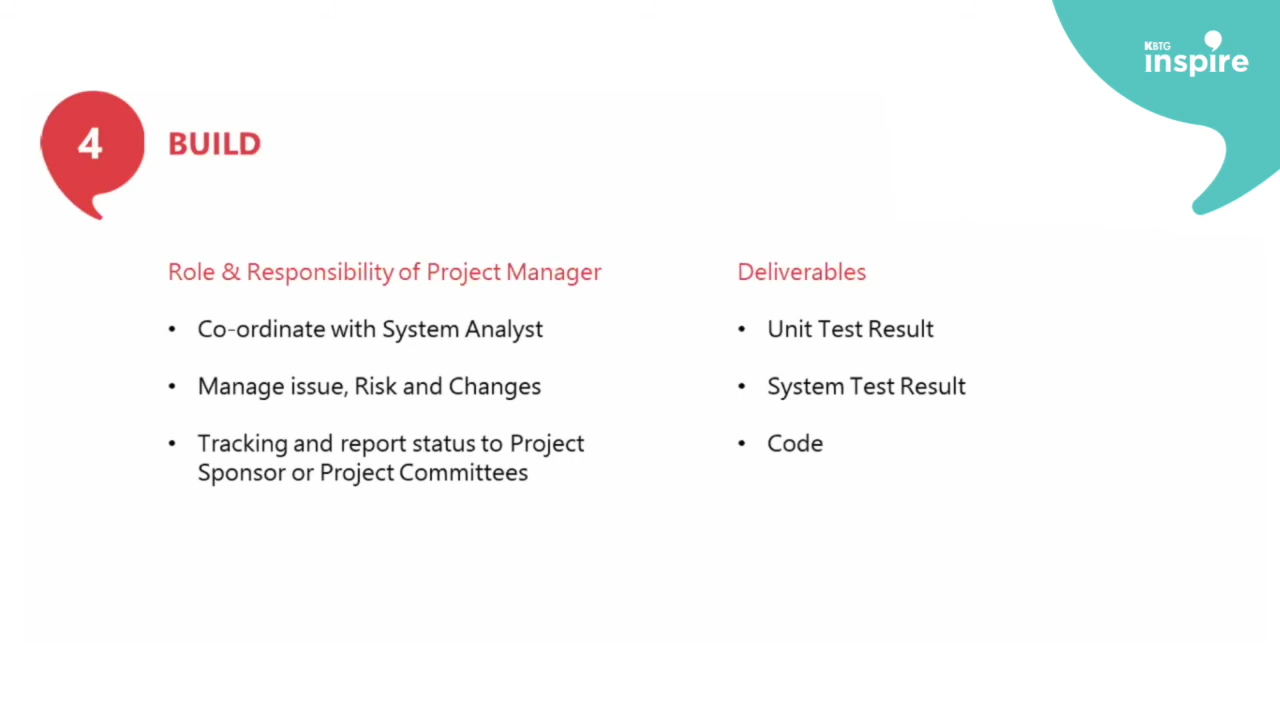 KBTG
inspire
4
BUILD
Role & Responsibility of Project Manager
• Co-ordinate with System Analyst
• Manage issue, Risk and Changes
• Tracking and report status to Project
Sponsor or Project Committees
Deliverables
• Unit Test Result
• System Test Result
• Code